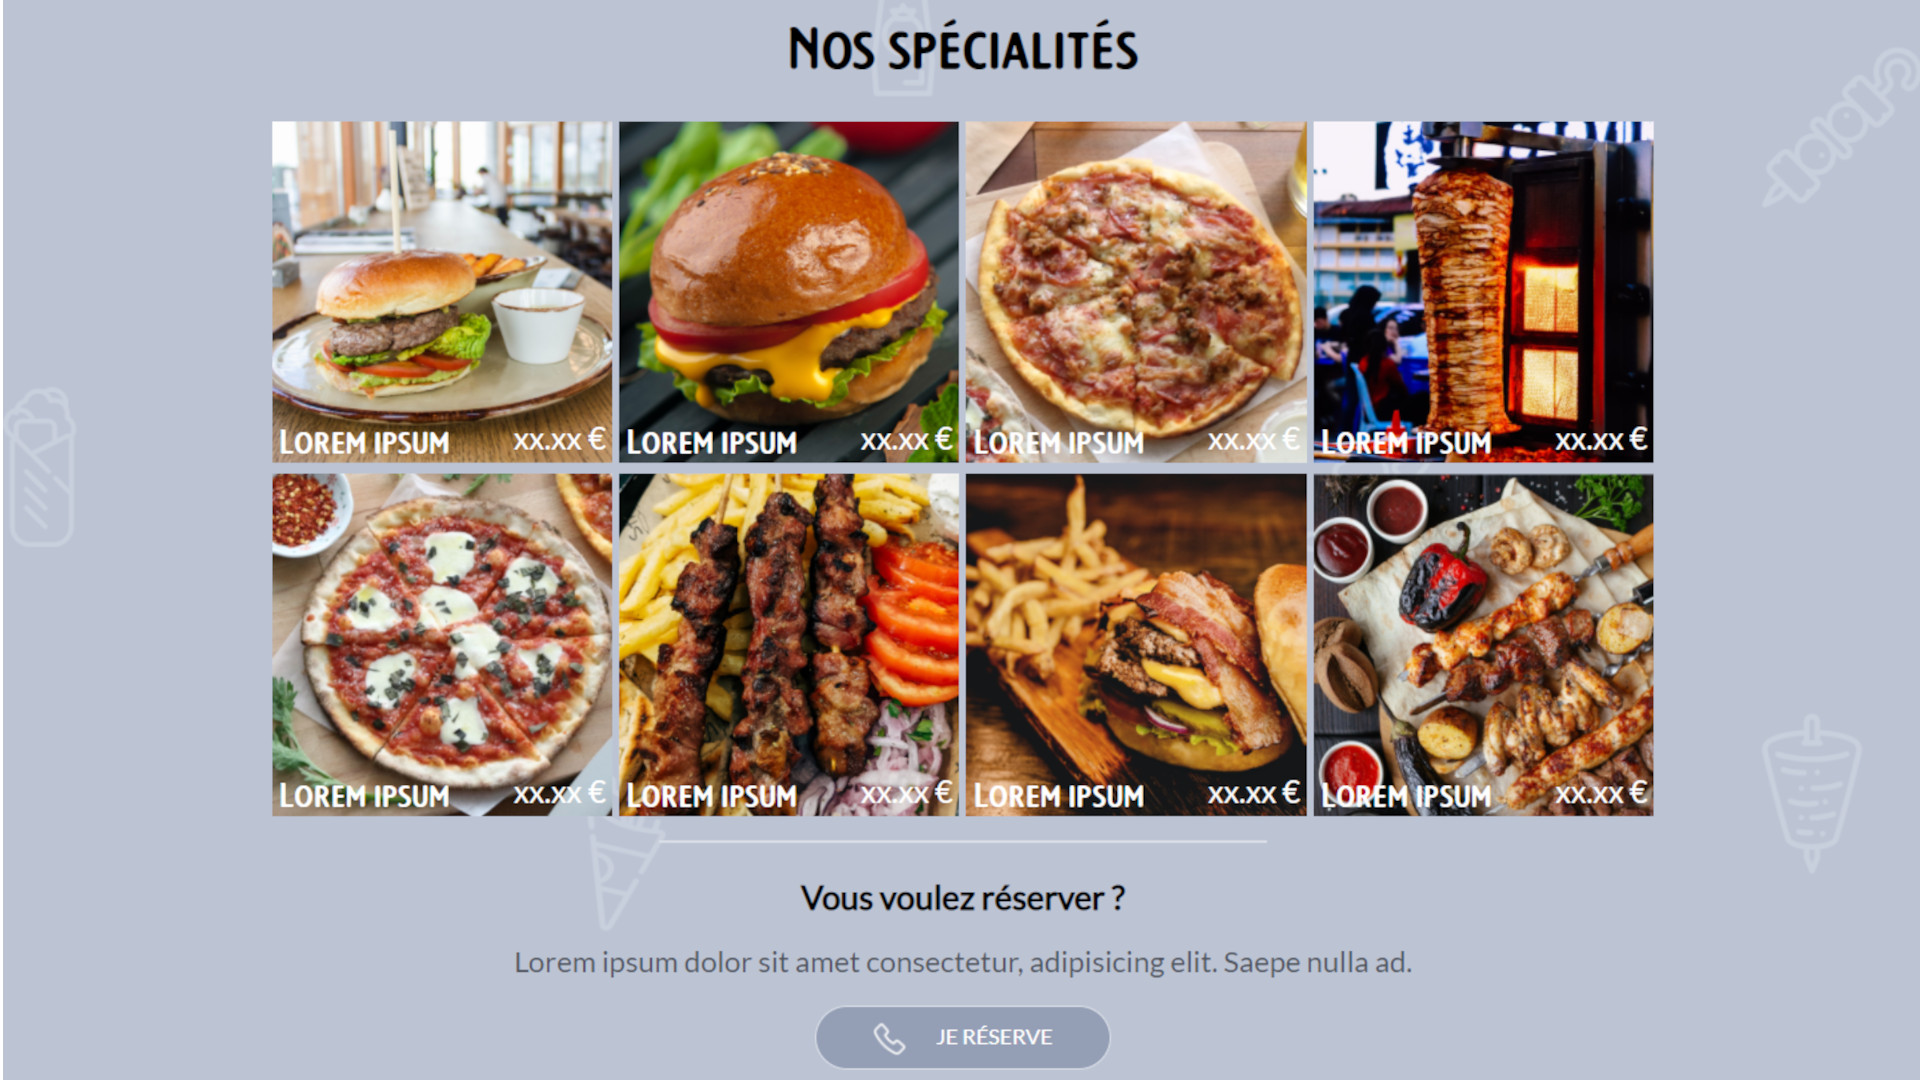 Nos spécialités
Lorem ipsum xx.xx € Lorem ipsum xx.xx € Lorem ipsum xx.xx € Lorem ipsum xx.xx €
Lorem ipsum xx.xx € Lorem ipsum xx.xx € Lorem ipsum xx.xx € Lorem ipsum xx.xx €
Vous voulez réserver ?
Lorem ipsum dolor sit amet consectetur, adipisicing elit. Saepe nulla ad.
JE RÉSERVE